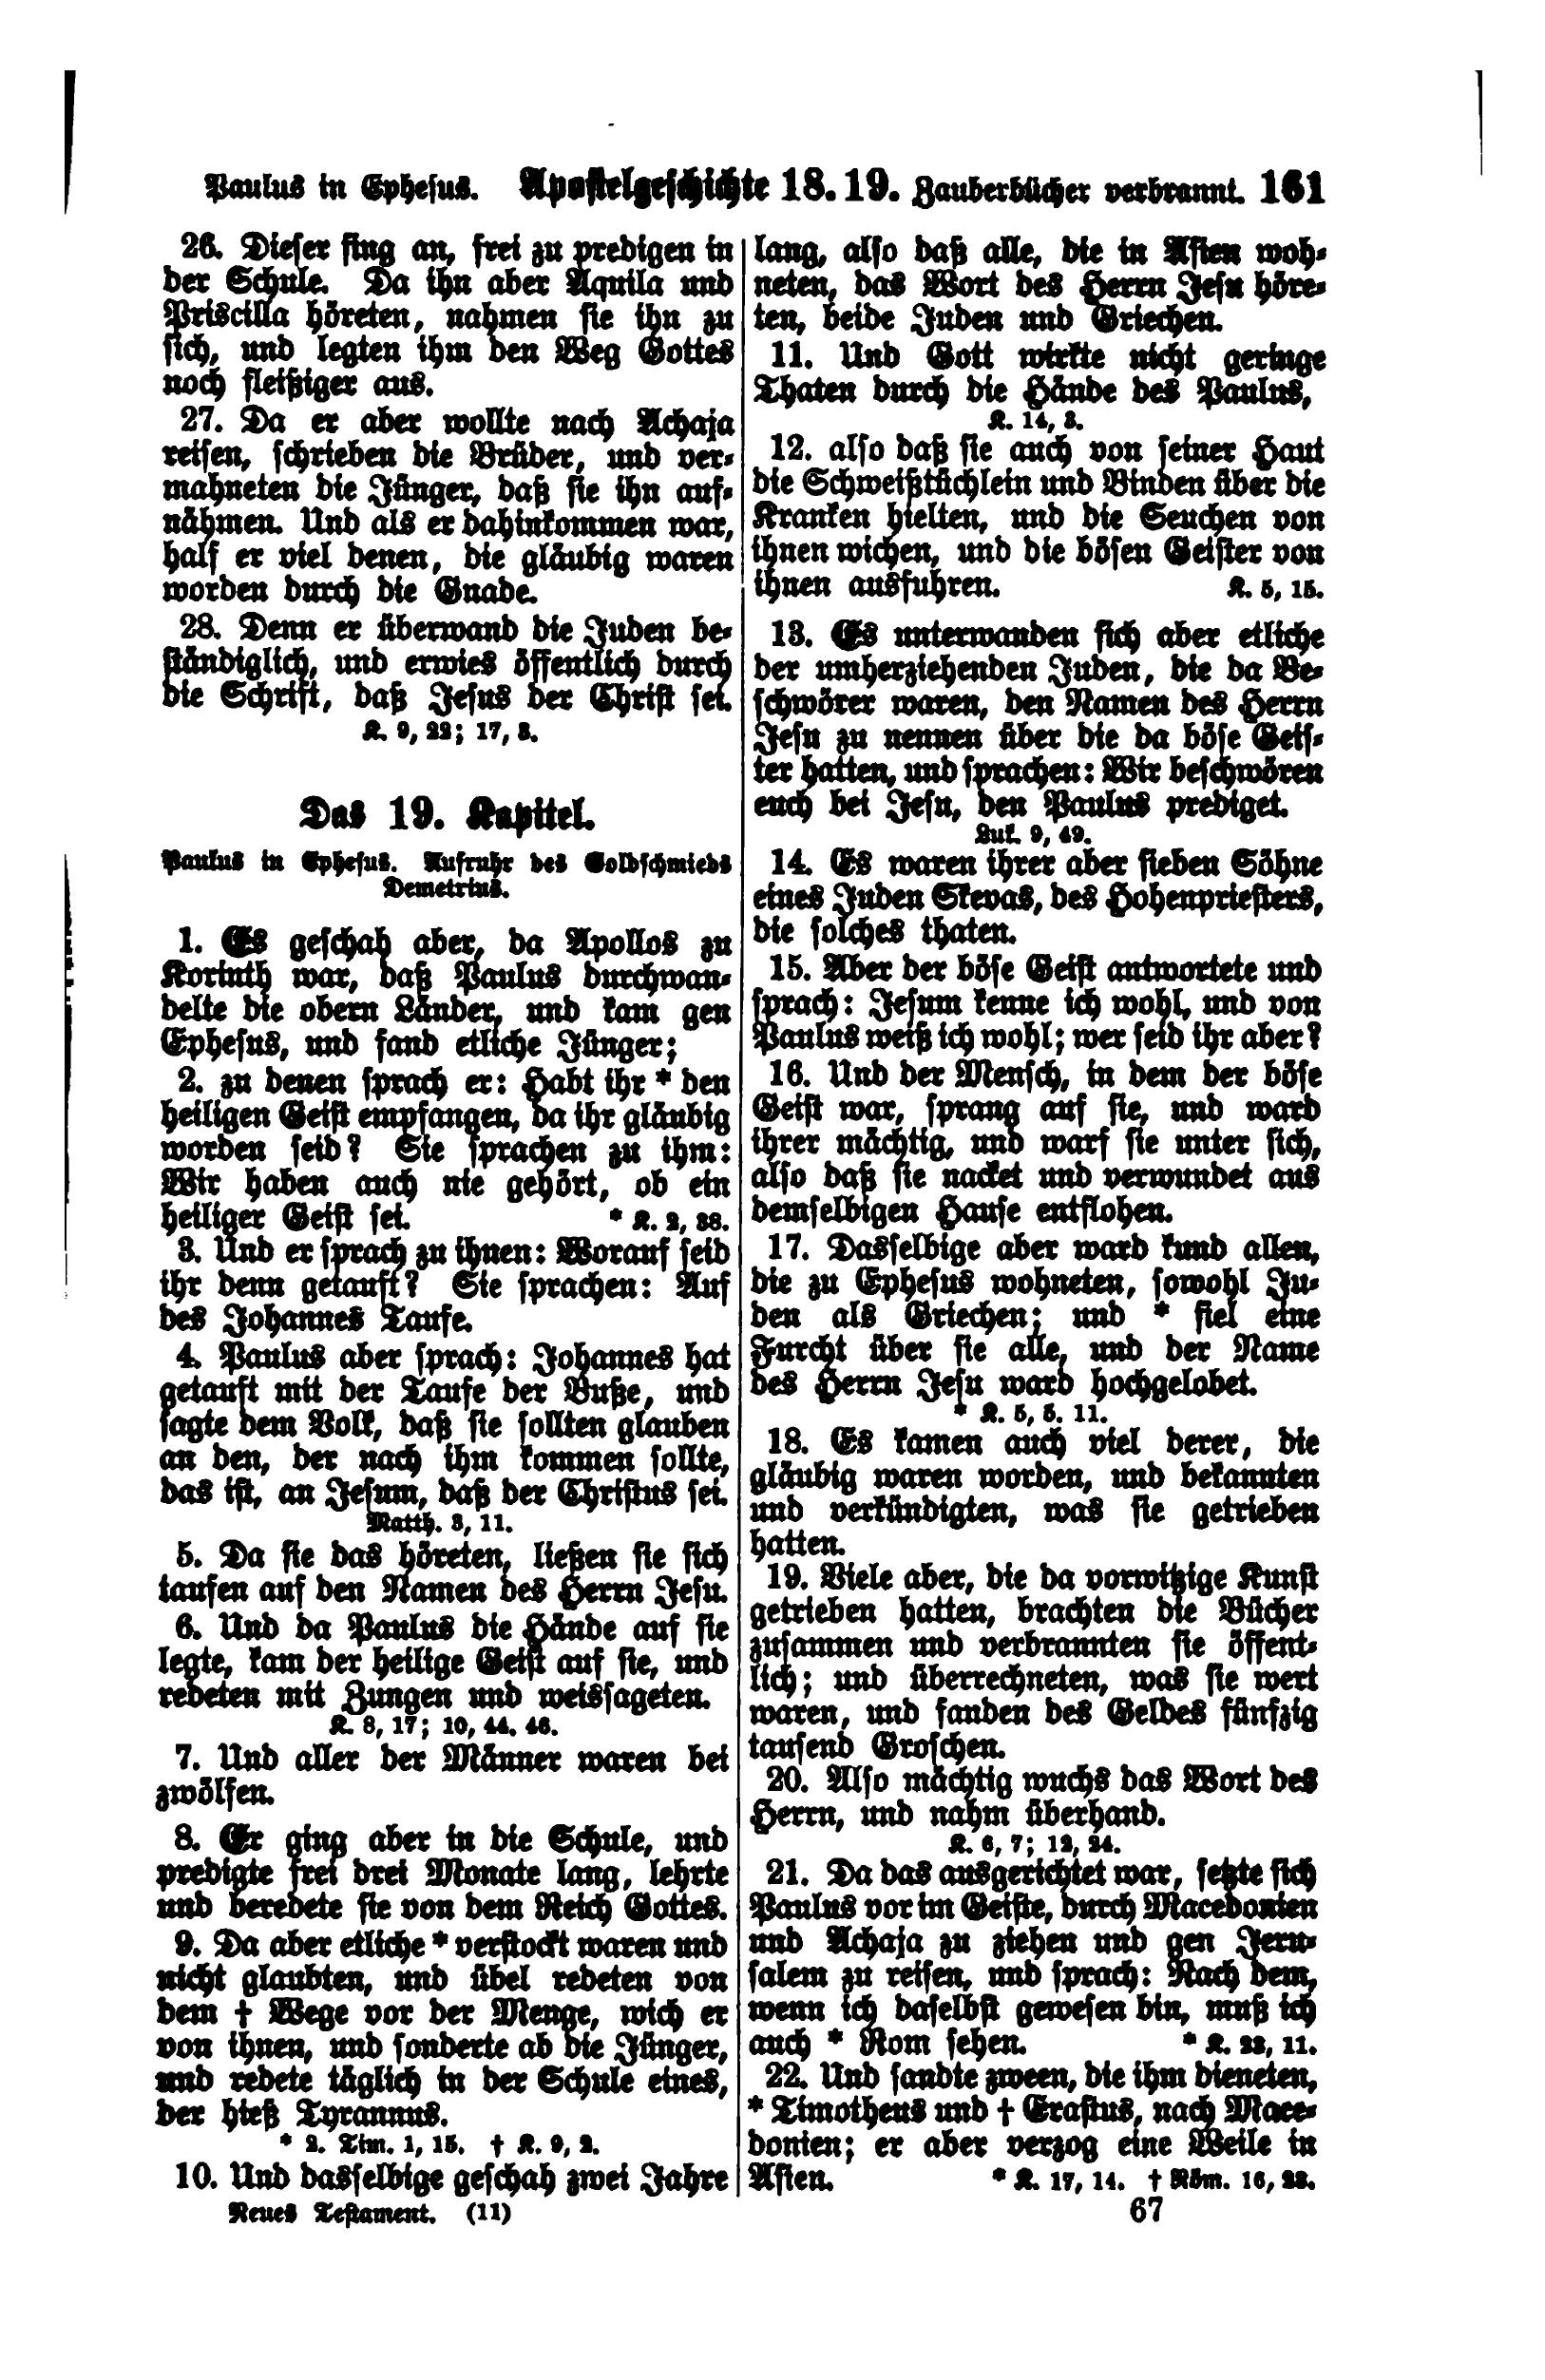 Paulus in Ephesus. Apostelgeschichte 18. 19. Zauberbücher verbrannt. 161
26. Dieser fing an, frei zu predigen in
der Schule. Da ihn aber Aquila und
Priscilla höreten, nahmen sie ihn zu
sich, und legten ihm den Weg Gottes
noch fleißiger aus.
27. Da er aber wollte nach Achaja
reisen, schrieben die Brüder, und ver-
mahneten die Jünger, daß sie ihn auf-
nähmen. Und als er dahinkommen war,
half er viel denen, die gläubig waren
worden durch die Gnade.
28. Denn er überwand die Juden be-
ständiglich, und erwies öffentlich durch
die Schrift, daß Jesus der Christ sei.
K. 9, 22; 17, 3.
Das 19. Kapitel.
Paulus in Ephesus. Aufruhr des Goldschmieds
Demetrius.
1. Es geschah aber, da Apollos zu
Korinth war, daß Paulus durchwan-
delte die obern Länder, und kam gen
Ephesus, und fand etliche Jünger;
2. zu denen sprach er: Habt ihr * den
heiligen Geist empfangen, da ihr gläubig
worden seid? Sie sprachen zu ihm:
Wir haben auch nie gehört, ob ein
heiliger Geist sei. * K. 2, 38.
3. Und er sprach zu ihnen: Worauf seid
ihr denn getauft? Sie sprachen: Auf
des Johannes Taufe.
4. Paulus aber sprach: Johannes hat
getauft mit der Taufe der Buße, und
sagte dem Volk, daß sie sollten glauben
an den, der nach ihm kommen sollte,
das ist, an Jesum, daß der Christus sei.
Matth. 3, 11.
5. Da sie das höreten, ließen sie sich
taufen auf den Namen des Herrn Jesu.
6. Und da Paulus die Hände auf sie
legte, kam der heilige Geist auf sie, und
redeten mit Zungen und weissageten.
K. 8, 17; 10, 44. 46.
7. Und aller der Männer waren bei
zwölfen.
8. Er ging aber in die Schule, und
predigte frei drei Monate lang, lehrte
und beredete sie von dem Reich Gottes.
9. Da aber etliche * verstockt waren und
nicht glaubten, und übel redeten von
dem † Wege vor der Menge, wich er
von ihnen, und sonderte ab die Jünger,
und redete täglich in der Schule eines,
der hieß Tyrannus.
* 2. Tim. 1, 15. † K. 9, 2.
10. Und dasselbige geschah zwei Jahre
Neues Testament. (11)
lang, also daß alle, die in Asien woh-
neten, das Wort des Herrn Jesu höre-
ten, beide Juden und Griechen.
11. Und Gott wirkte nicht geringe
Thaten durch die Hände des Paulus,
K. 14, 3.
12. also daß sie auch von seiner Haut
die Schweißtüchlein und Binden über die
Kranken hielten, und die Seuchen von
ihnen wichen, und die bösen Geister von
ihnen ausfuhren. K. 5, 15.
13. Es unterwanden sich aber etliche
der umherziehenden Juden, die da Be-
schwörer waren, den Namen des Herrn
Jesu zu nennen über die da böse Geis-
ter hatten, und sprachen: Wir beschwören
euch bei Jesu, den Paulus prediget.
Luk. 9, 49.
14. Es waren ihrer aber sieben Söhne
eines Juden Skevas, des Hohenpriesters,
die solches thaten.
15. Aber der böse Geist antwortete und
sprach: Jesum kenne ich wohl, und von
Paulus weiß ich wohl; wer seid ihr aber?
16. Und der Mensch, in dem der böse
Geist war, sprang auf sie, und ward
ihrer mächtig, und warf sie unter sich,
also daß sie nacket und verwundet aus
demselbigen Hause entflohen.
17. Dasselbige aber ward kund allen,
die zu Ephesus wohneten, sowohl Ju-
den als Griechen; und * fiel eine
Furcht über sie alle, und der Name
des Herrn Jesu ward hochgelobet.
* K. 5, 5. 11.
18. Es kamen auch viel derer, die
gläubig waren worden, und bekannten
und verkündigten, was sie getrieben
hatten.
19. Viele aber, die da vorwitzige Kunst
getrieben hatten, brachten die Bücher
zusammen und verbrannten sie öffent-
lich; und überrechneten, was sie wert
waren, und fanden des Geldes fünfzig
tausend Groschen.
20. Also mächtig wuchs das Wort des
Herrn, und nahm überhand.
K. 6, 7; 12, 24.
21. Da das ausgerichtet war, setzte sich
Paulus vor im Geiste, durch Macedonien
und Achaja zu ziehen und gen Jeru-
salem zu reisen, und sprach: Nach dem,
wenn ich daselbst gewesen bin, muß ich
auch * Rom sehen. * K. 23, 11.
22. Und sandte zween, die ihm dieneten,
* Timotheus und † Erastus, nach Mace-
donien; er aber verzog eine Weile in
Asien. * K. 17, 14. † Röm. 16, 23.
67